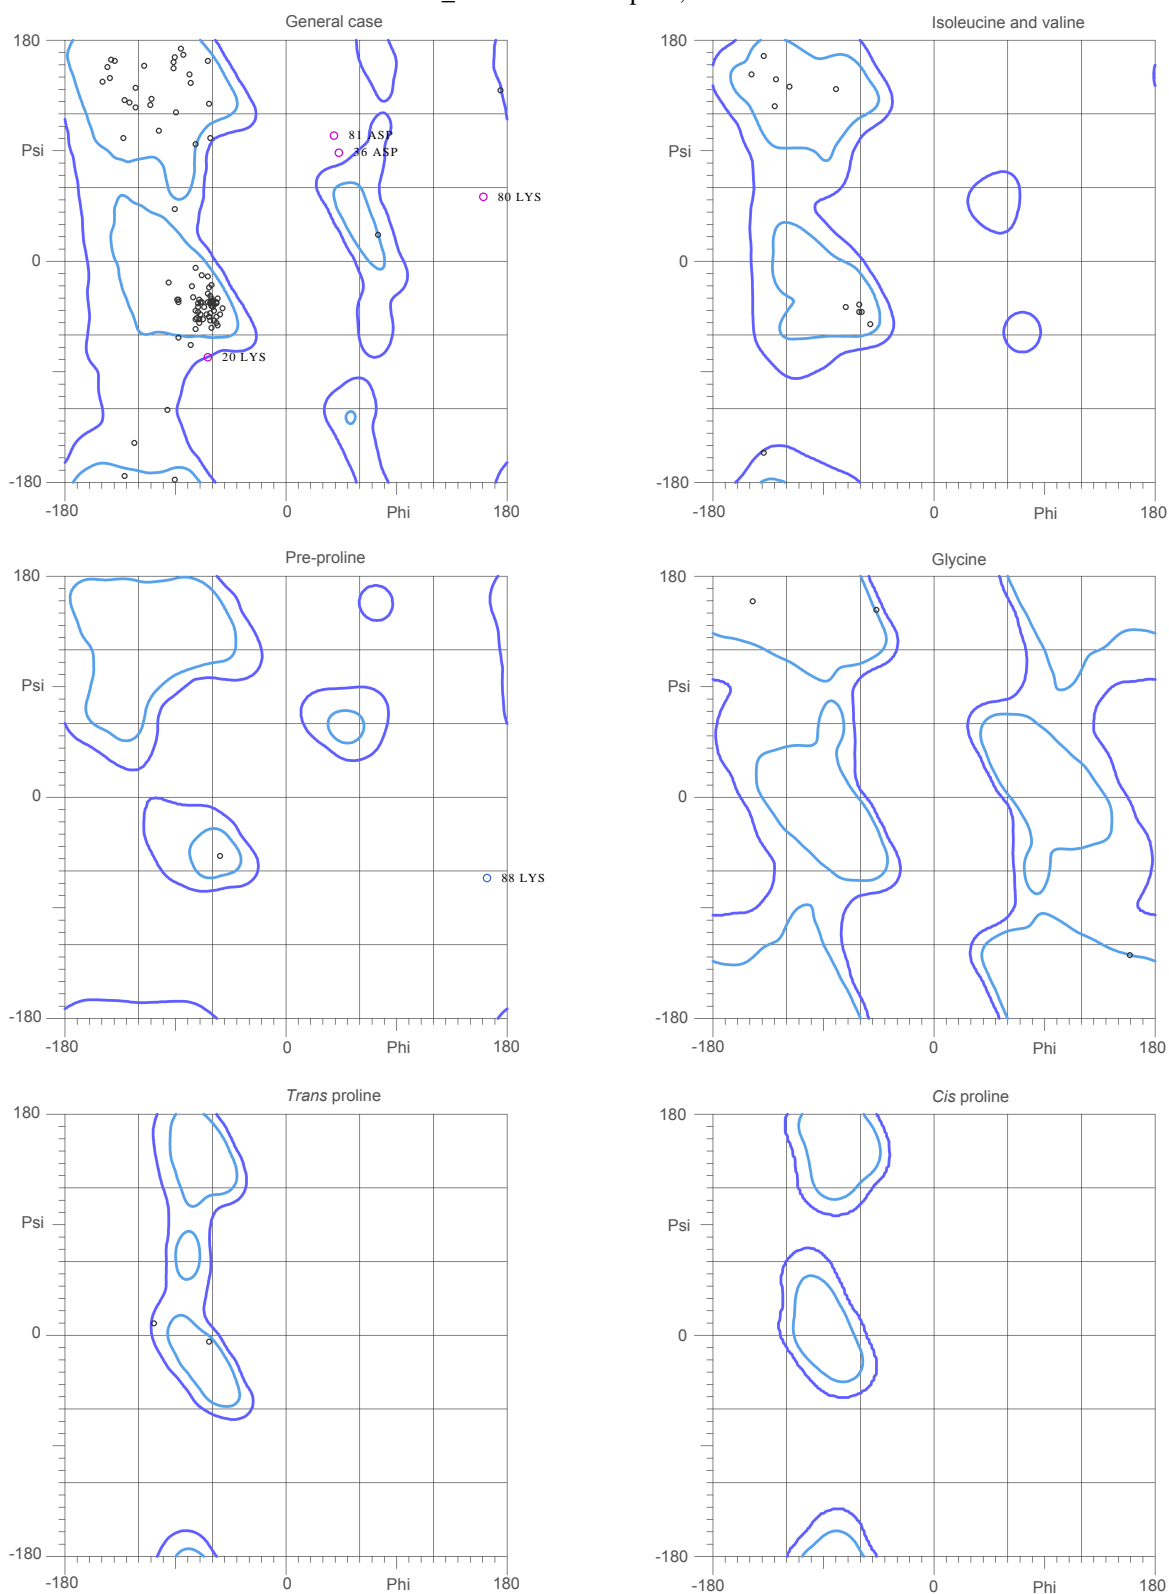 General case
Isoleucine and valine
180
Psi
0
-180
-180
0
Phi
180
81 ASP
36 ASP
80 LYS
20 LYS
180
Psi
0
-180
-180
0
Phi
180
Pre-proline
Glycine
180
Psi
0
-180
-180
0
Phi
180
88 LYS
180
Psi
0
-180
-180
0
Phi
180
Trans proline
Cis proline
180
Psi
0
-180
-180
0
Phi
180
180
Psi
0
-180
-180
0
Phi
180